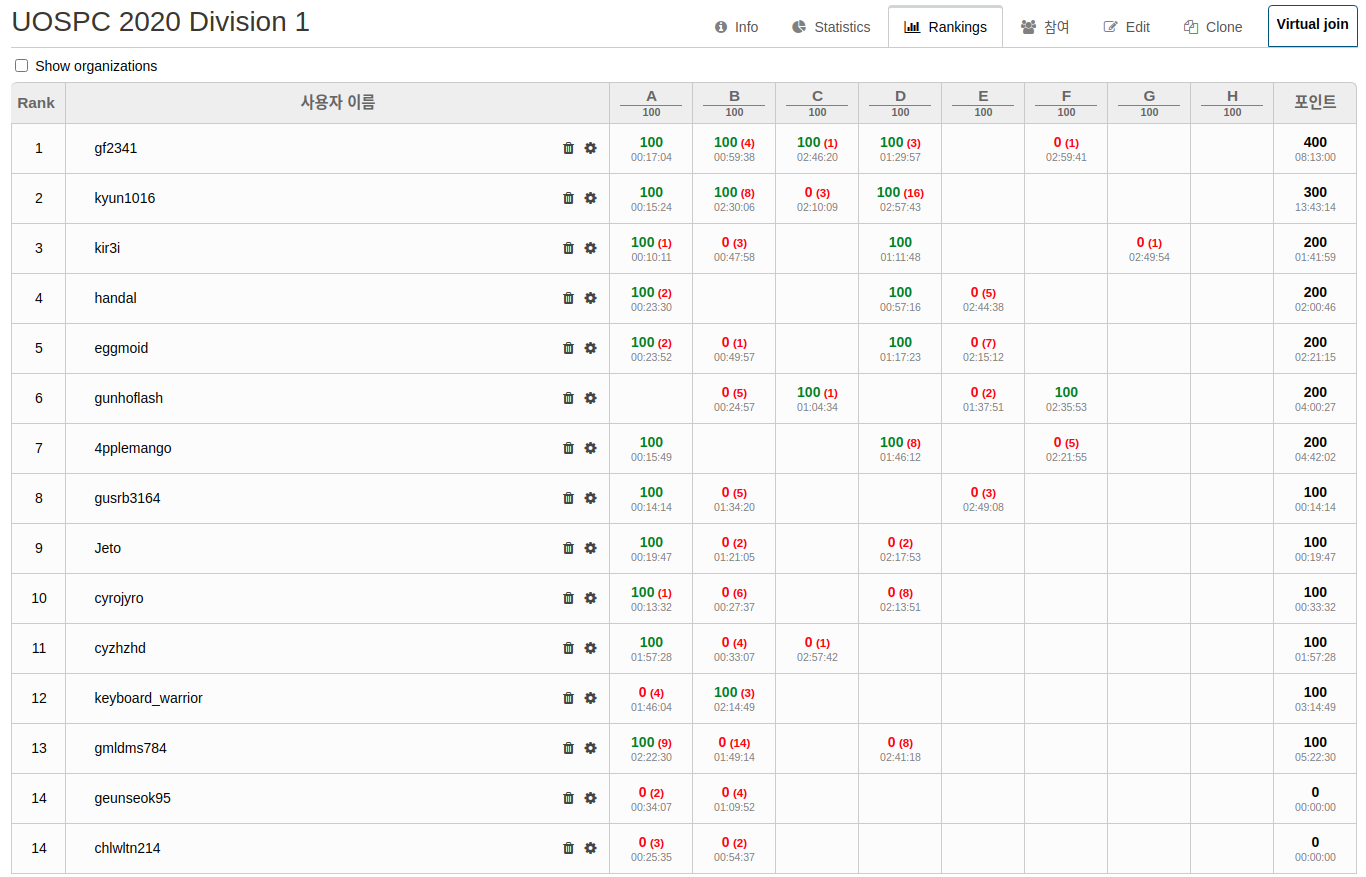 UOSPC 2020 Division 1
Info Statistics Rankings 참여 Edit Clone Virtual join
Show organizations
Rank 사용자 이름 A B C D E F G H 포인트
100 100 100 100 100 100 100 100
1 gf2341 100 100 (4) 100 (1) 100 (3) 0 (1) 400
00:17:04 00:59:38 02:46:20 01:29:57 02:59:41 08:13:00
2 kyun1016 100 100 (8) 0 (3) 100 (16) 300
00:15:24 02:30:06 02:10:09 02:57:43 13:43:14
3 kir3i 100 (1) 0 (3) 100 0 (1) 200
00:10:11 00:47:58 01:11:48 02:49:54 01:41:59
4 handal 100 (2) 100 0 (5) 200
00:23:30 00:57:16 02:44:38 02:00:46
5 eggmoid 100 (2) 0 (1) 100 0 (7) 200
00:23:52 00:49:57 01:17:23 02:15:12 02:21:15
6 gunhoflash 0 (5) 100 (1) 0 (2) 100 200
00:24:57 01:04:34 01:37:51 02:35:53 04:00:27
7 4pplemango 100 100 (8) 0 (5) 200
00:15:49 01:46:12 02:21:55 04:42:02
8 gusrb3164 100 0 (5) 0 (3) 100
00:14:14 01:34:20 02:49:08 00:14:14
9 Jeto 100 0 (2) 0 (2) 100
00:19:47 01:21:05 02:17:53 00:19:47
10 cyrojyro 100 (1) 0 (6) 0 (8) 100
00:13:32 00:27:37 02:13:51 00:33:32
11 cyzhzhd 100 0 (4) 0 (1) 100
01:57:28 00:33:07 02:57:42 01:57:28
12 keyboard_warrior 0 (4) 100 (3) 100
01:46:04 02:14:49 03:14:49
13 gmldms784 100 (9) 0 (14) 0 (8) 100
02:22:30 01:49:14 02:41:18 05:22:30
14 geunseok95 0 (2) 0 (4) 0
00:34:07 01:09:52 00:00:00
14 chlwltn214 0 (3) 0 (2) 0
00:25:35 00:54:37 00:00:00